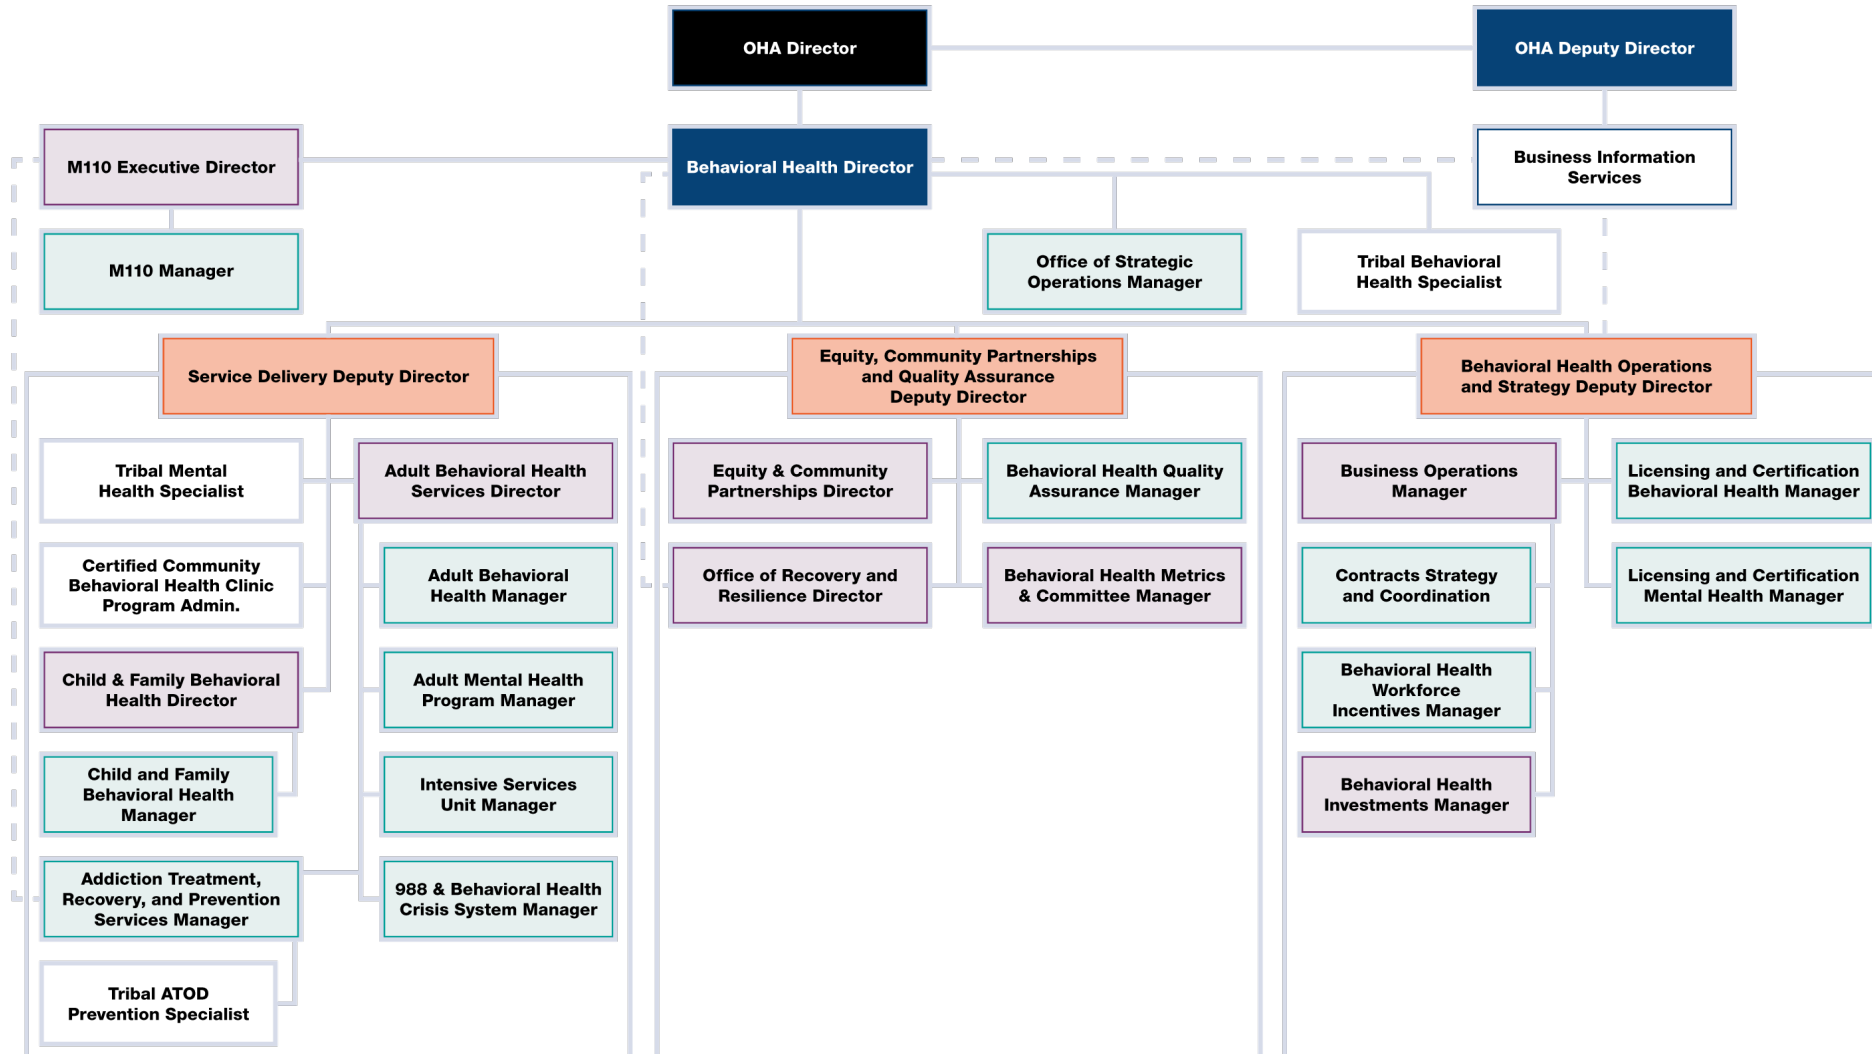 OHA Director
OHA Deputy Director
M110 Executive Director
Behavioral Health Director
Business Information
Services
M110 Manager
Office of Strategic
Operations Manager
Tribal Behavioral
Health Specialist
Service Delivery Deputy Director
Equity, Community Partnerships
and Quality Assurance
Deputy Director
Behavioral Health Operations
and Strategy Deputy Director
Tribal Mental
Health Specialist
Adult Behavioral Health
Services Director
Equity & Community
Partnerships Director
Behavioral Health Quality
Assurance Manager
Business Operations
Manager
Licensing and Certification
Behavioral Health Manager
Certified Community
Behavioral Health Clinic
Program Admin.
Adult Behavioral
Health Manager
Office of Recovery and
Resilience Director
Behavioral Health Metrics
& Committee Manager
Contracts Strategy
and Coordination
Licensing and Certification
Mental Health Manager
Child & Family Behavioral
Health Director
Adult Mental Health
Program Manager
Behavioral Health
Workforce
Incentives Manager
Child and Family
Behavioral Health
Manager
Intensive Services
Unit Manager
Behavioral Health
Investments Manager
Addiction Treatment,
Recovery, and Prevention
Services Manager
988 & Behavioral Health
Crisis System Manager
Tribal ATOD
Prevention Specialist